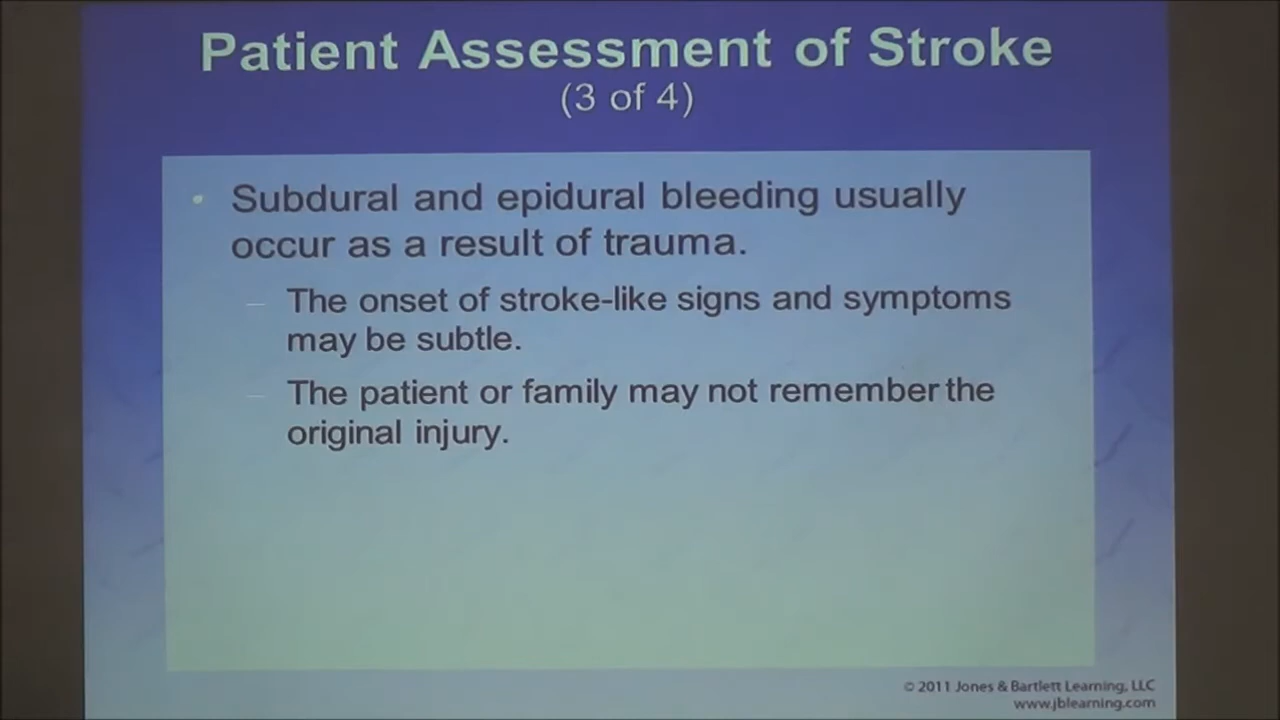 Patient Assessment of Stroke
(3 of 4)
• Subdural and epidural bleeding usually
occur as a result of trauma.
– The onset of stroke-like signs and symptoms
may be subtle.
– The patient or family may not remember the
original injury.
© 2011 Jones & Bartlett Learning, LLC
www.jblearning.com